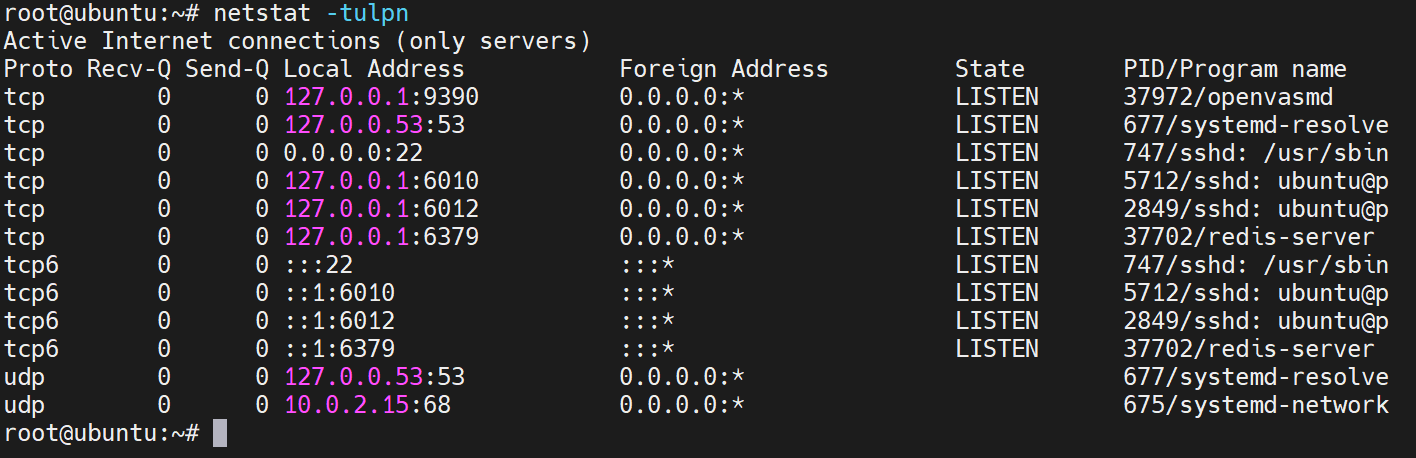 root@ubuntu:~# netstat -tulpn
Active Internet connections (only servers)
Proto Recv-Q Send-Q Local Address           Foreign Address         State       PID/Program name
tcp        0      0 127.0.0.1:9390          0.0.0.0:*               LISTEN      37972/openvasmd
tcp        0      0 127.0.0.53:53           0.0.0.0:*               LISTEN      677/systemd-resolve
tcp        0      0 0.0.0.0:22              0.0.0.0:*               LISTEN      747/sshd: /usr/sbin
tcp        0      0 127.0.0.1:6010          0.0.0.0:*               LISTEN      5712/sshd: ubuntu@p
tcp        0      0 127.0.0.1:6012          0.0.0.0:*               LISTEN      2849/sshd: ubuntu@p
tcp        0      0 127.0.0.1:6379          0.0.0.0:*               LISTEN      37702/redis-server
tcp6       0      0 :::22                   :::*                    LISTEN      747/sshd: /usr/sbin
tcp6       0      0 ::1:6010                :::*                    LISTEN      5712/sshd: ubuntu@p
tcp6       0      0 ::1:6012                :::*                    LISTEN      2849/sshd: ubuntu@p
tcp6       0      0 ::1:6379                :::*                    LISTEN      37702/redis-server
udp        0      0 127.0.0.53:53           0.0.0.0:*                           677/systemd-resolve
udp        0      0 10.0.2.15:68            0.0.0.0:*                           675/systemd-network
root@ubuntu:~#